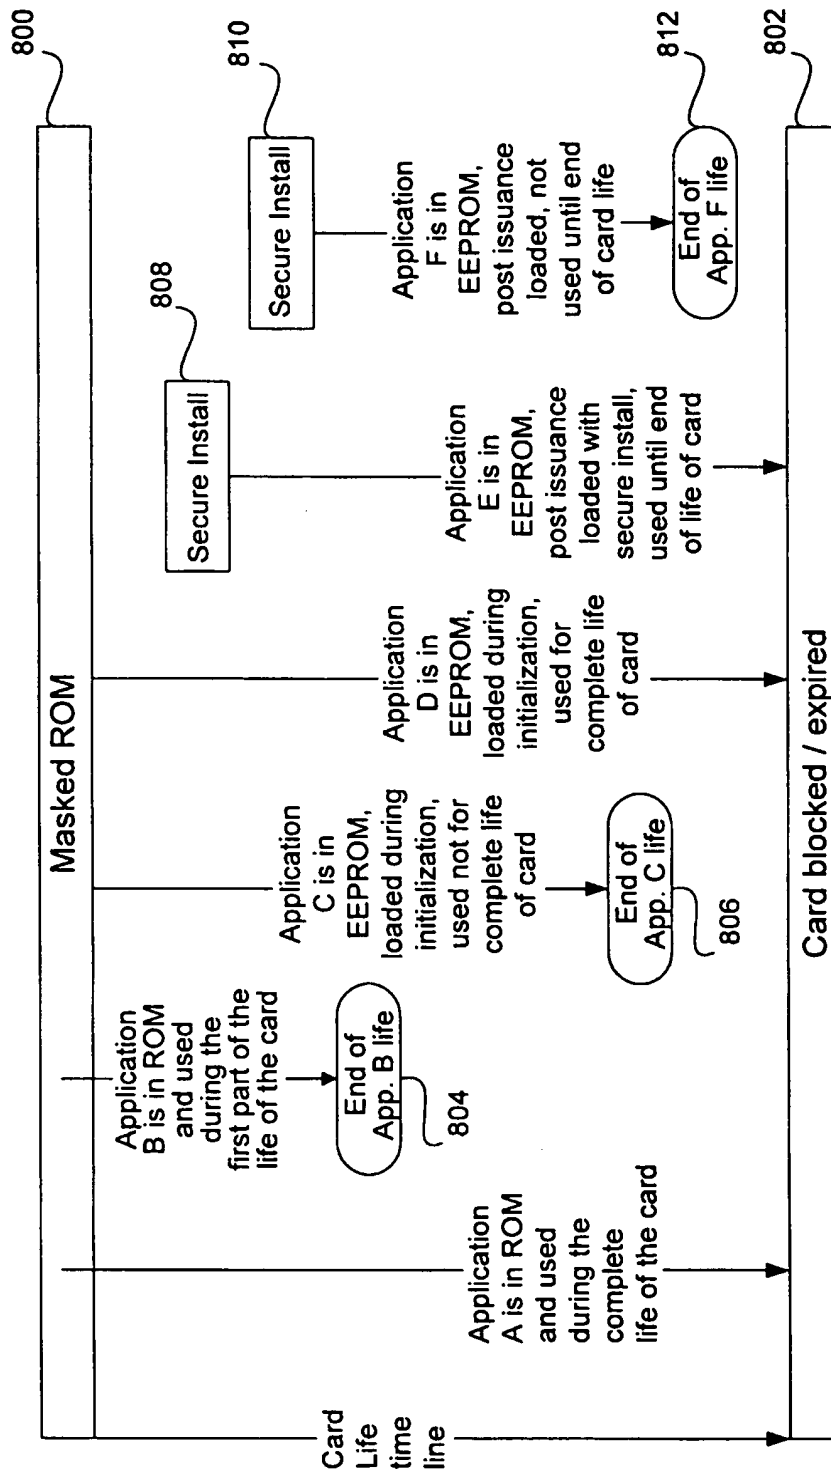 800
Masked ROM
810
Secure Install
808
Secure Install
Card
Life
time
line
Application
A is in ROM
and used
during the
complete
life of the card
Application
B is in ROM
and used
during the
first part of the
life of the card
End of
App. B life
804
Application
C is in
EEPROM,
loaded during
initialization,
used not for
complete life
of card
End of
App. C life
806
Application
D is in
EEPROM,
loaded during
initialization,
used for
complete life
of card
Application
E is in
EEPROM,
post issuance
loaded with
secure install,
used until end
of life of card
Application
F is in
EEPROM,
post issuance
loaded, not
used until end
of card life
End of
App. F life
812
802
Card blocked / expired